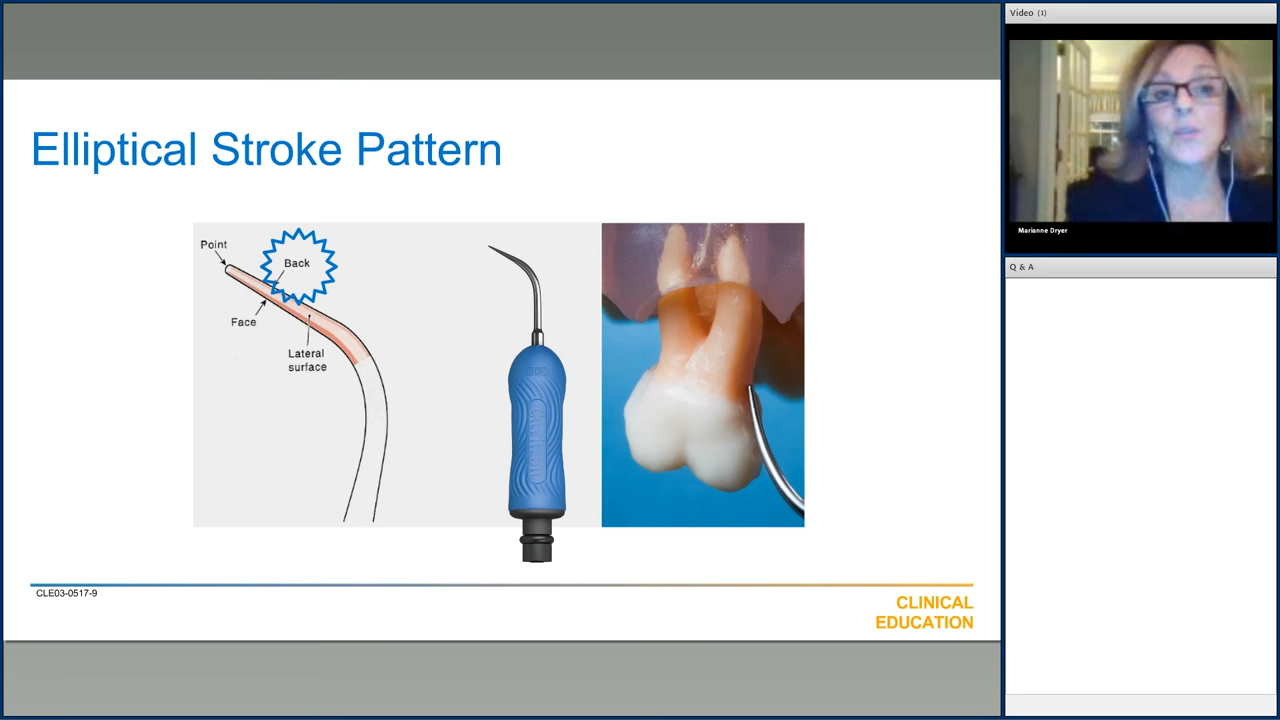 Elliptical Stroke Pattern
Point
Back
Face
Lateral
surface
CLE03-0517-9
CLINICAL
EDUCATION
Video (1)
Marianne Dryer
Q & A